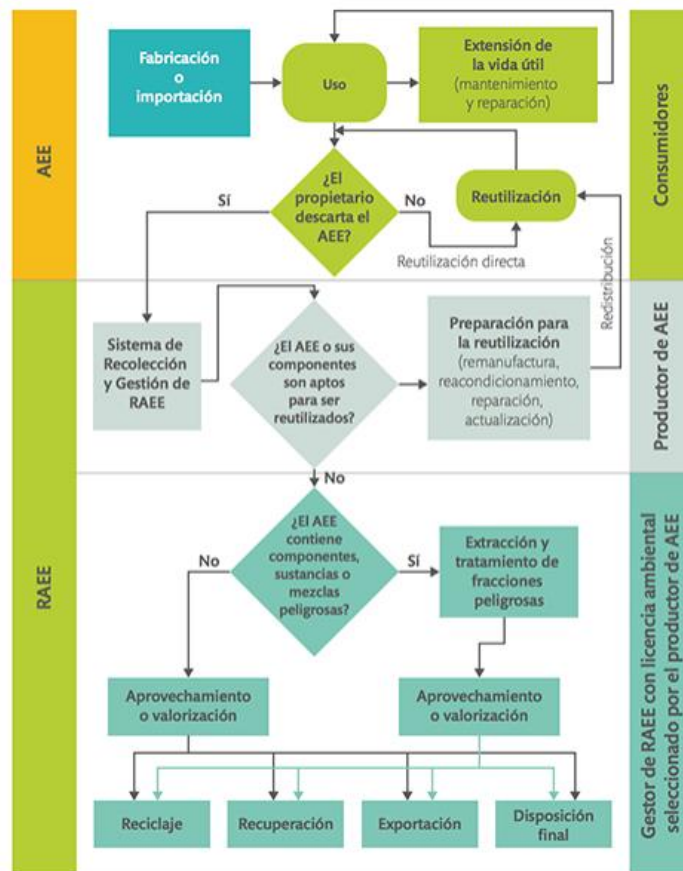 AEE
Fabricación
o
importación
Uso
Extensión de
la vida útil
(mantenimiento
y reparación)
Consumidores
¿El
propietario
descarta el
AEE?
Sí
No
Reutilización
Reutilización directa
Redistribución
RAEE
Sistema de
Recolección
y Gestión de
RAEE
¿El AEE o sus
componentes
son aptos
para ser
reutilizados?
Preparación para
la reutilización
(remanufactura,
reacondicionamiento,
reparación,
actualización)
Productor de AEE
No
¿El AEE
contiene
componentes,
sustancias o
mezclas
peligrosas?
No
Sí
Extracción y
tratamiento de
fracciones
peligrosas
Aprovechamiento
o valorización
Aprovechamiento
o valorización
Reciclaje
Recuperación
Exportación
Disposición
final
Gestor de RAEE con licencia ambiental
seleccionado por el productor de AEE